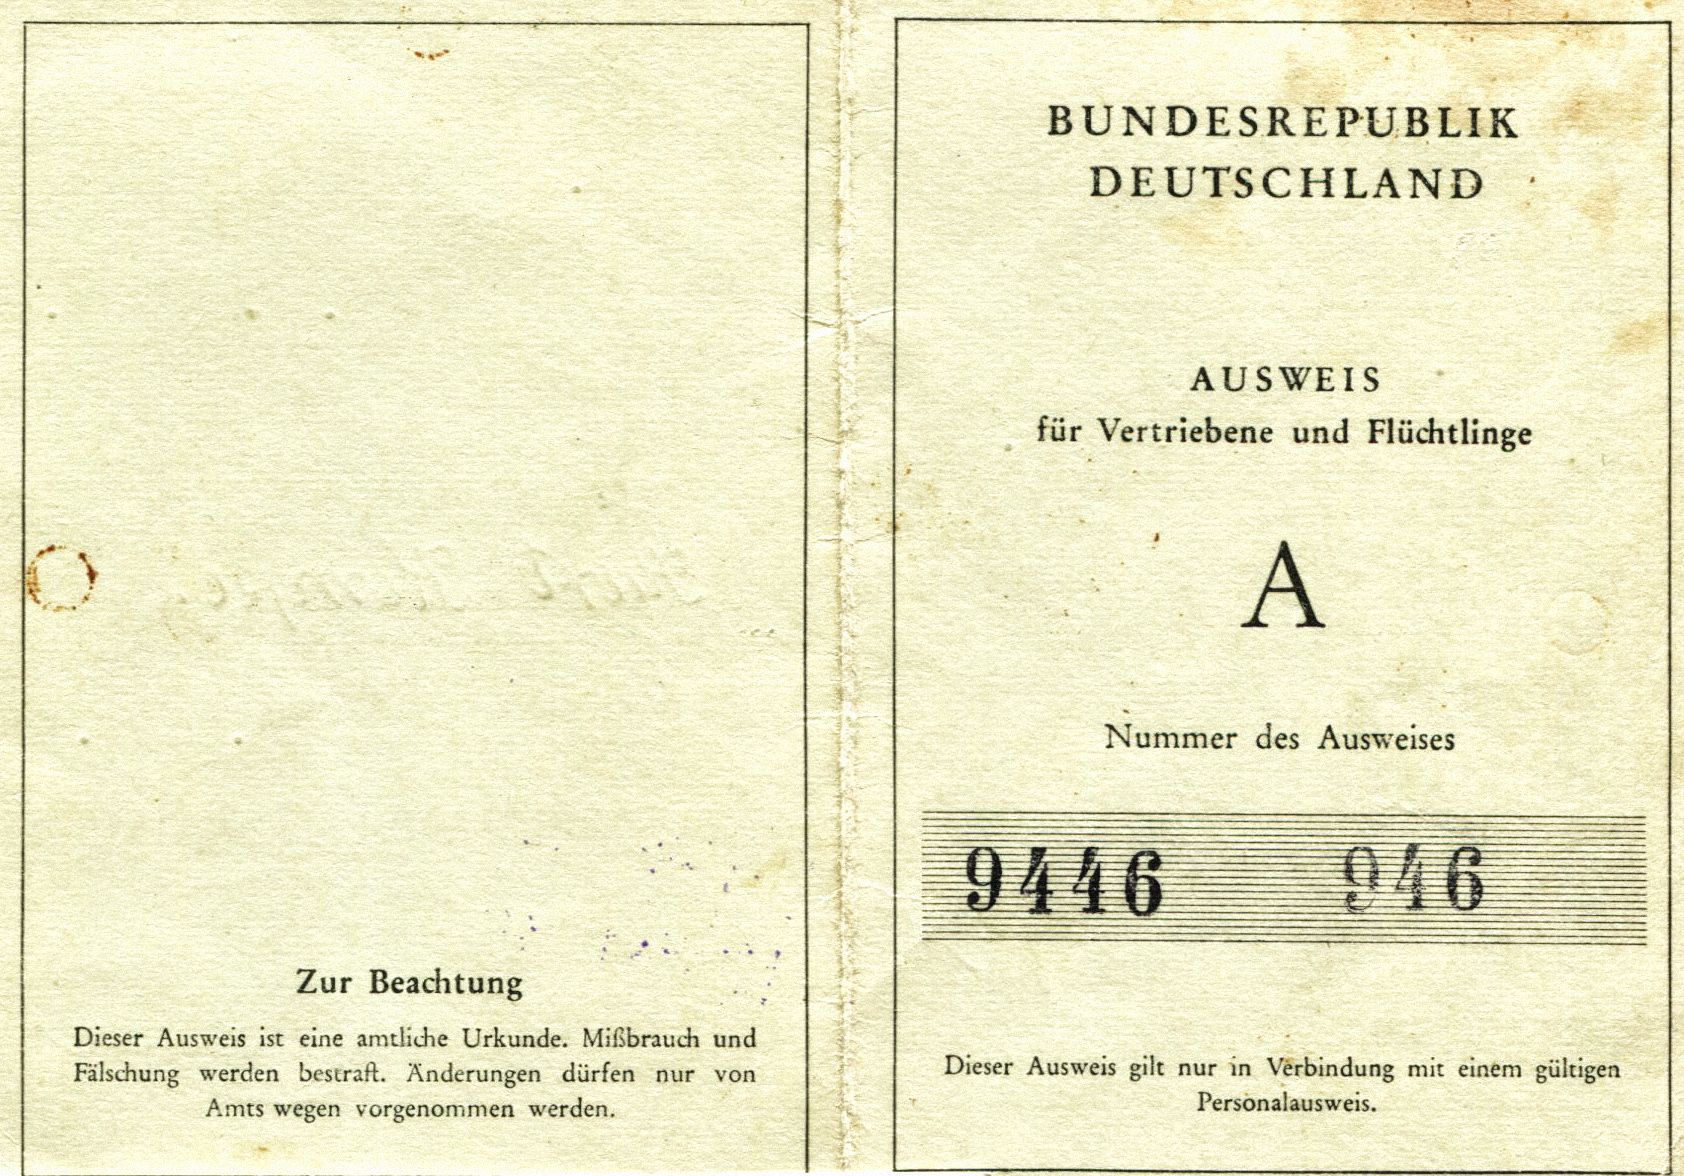 Zur Beachtung
Dieser Ausweis ist eine amtliche Urkunde. Mißbrauch und
Fälschung werden bestraft. Änderungen dürfen nur von
Amts wegen vorgenommen werden.
BUNDESREPUBLIK
DEUTSCHLAND
AUSWEIS
für Vertriebene und Flüchtlinge
A
Nummer des Ausweises
9446 946
Dieser Ausweis gilt nur in Verbindung mit einem gültigen
Personalausweis.